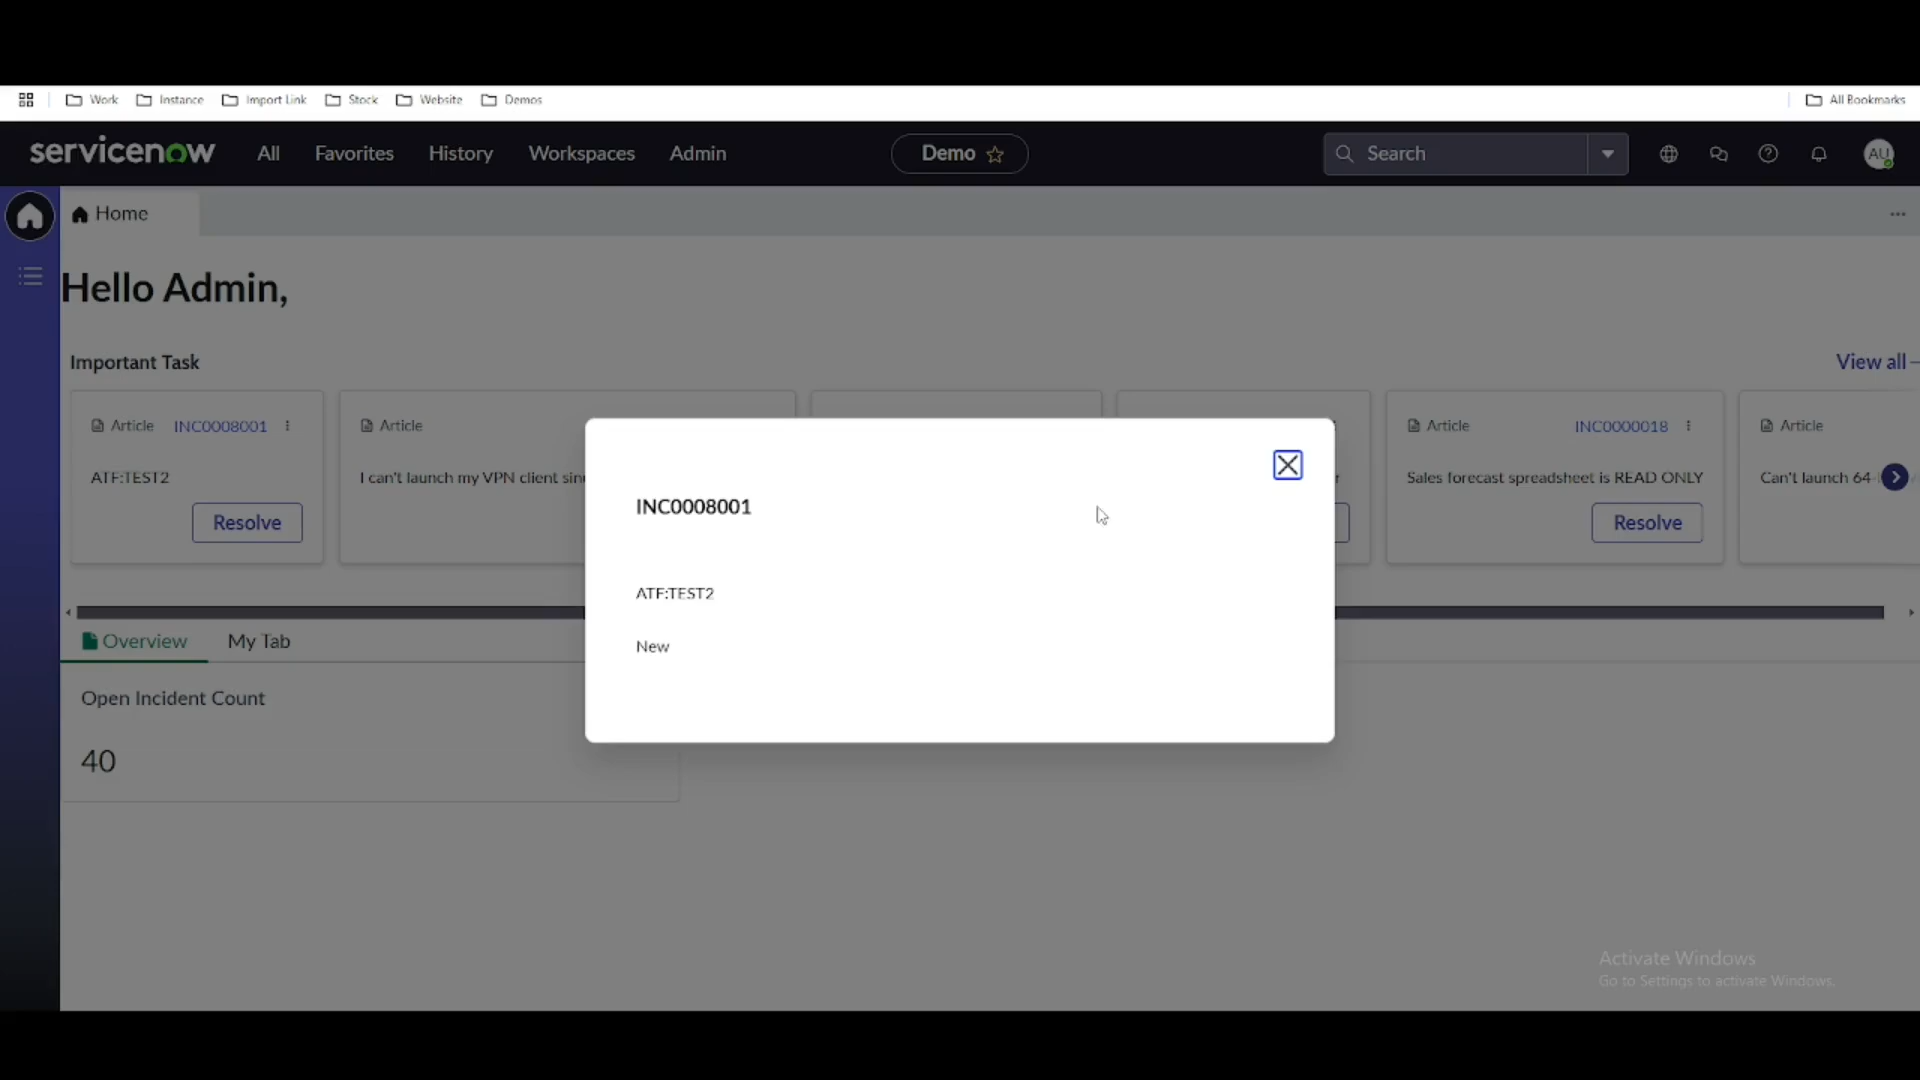 Work Instance Import Link Stock Website Demos All Bookmarks
servicenow All Favorites History Workspaces Admin Demo Search AU
Home
Hello Admin,
Important Task View all
Article INC0008001 Article Article INC0000018 Article
ATF:TEST2 I can't launch my VPN client Sales forecast spreadsheet is READ ONLY Can't launch 64
Resolve Resolve
INC0008001
ATF:TEST2
New
Overview My Tab
Open Incident Count
40
Activate Windows
Go to Settings to activate Windows.